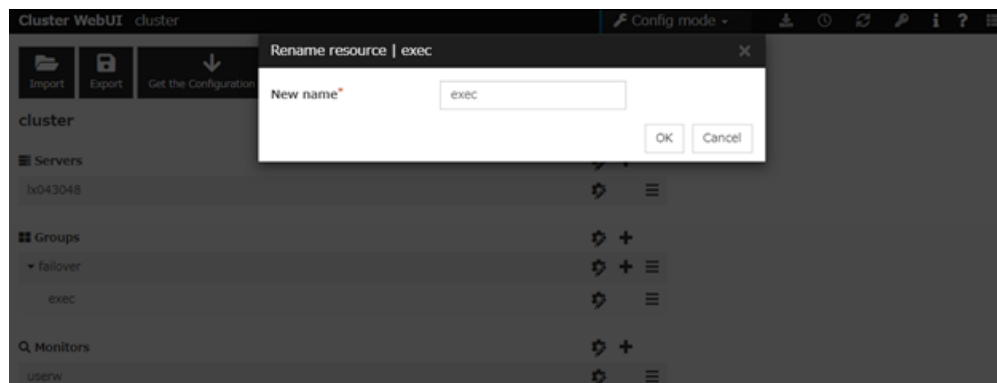 Cluster WebUI cluster Config mode i ?
Rename resource | exec ×
Import Export Get the Configuration
New name* exec
OK Cancel
cluster
Servers
lx043048
Groups
failover
exec
Monitors
userw